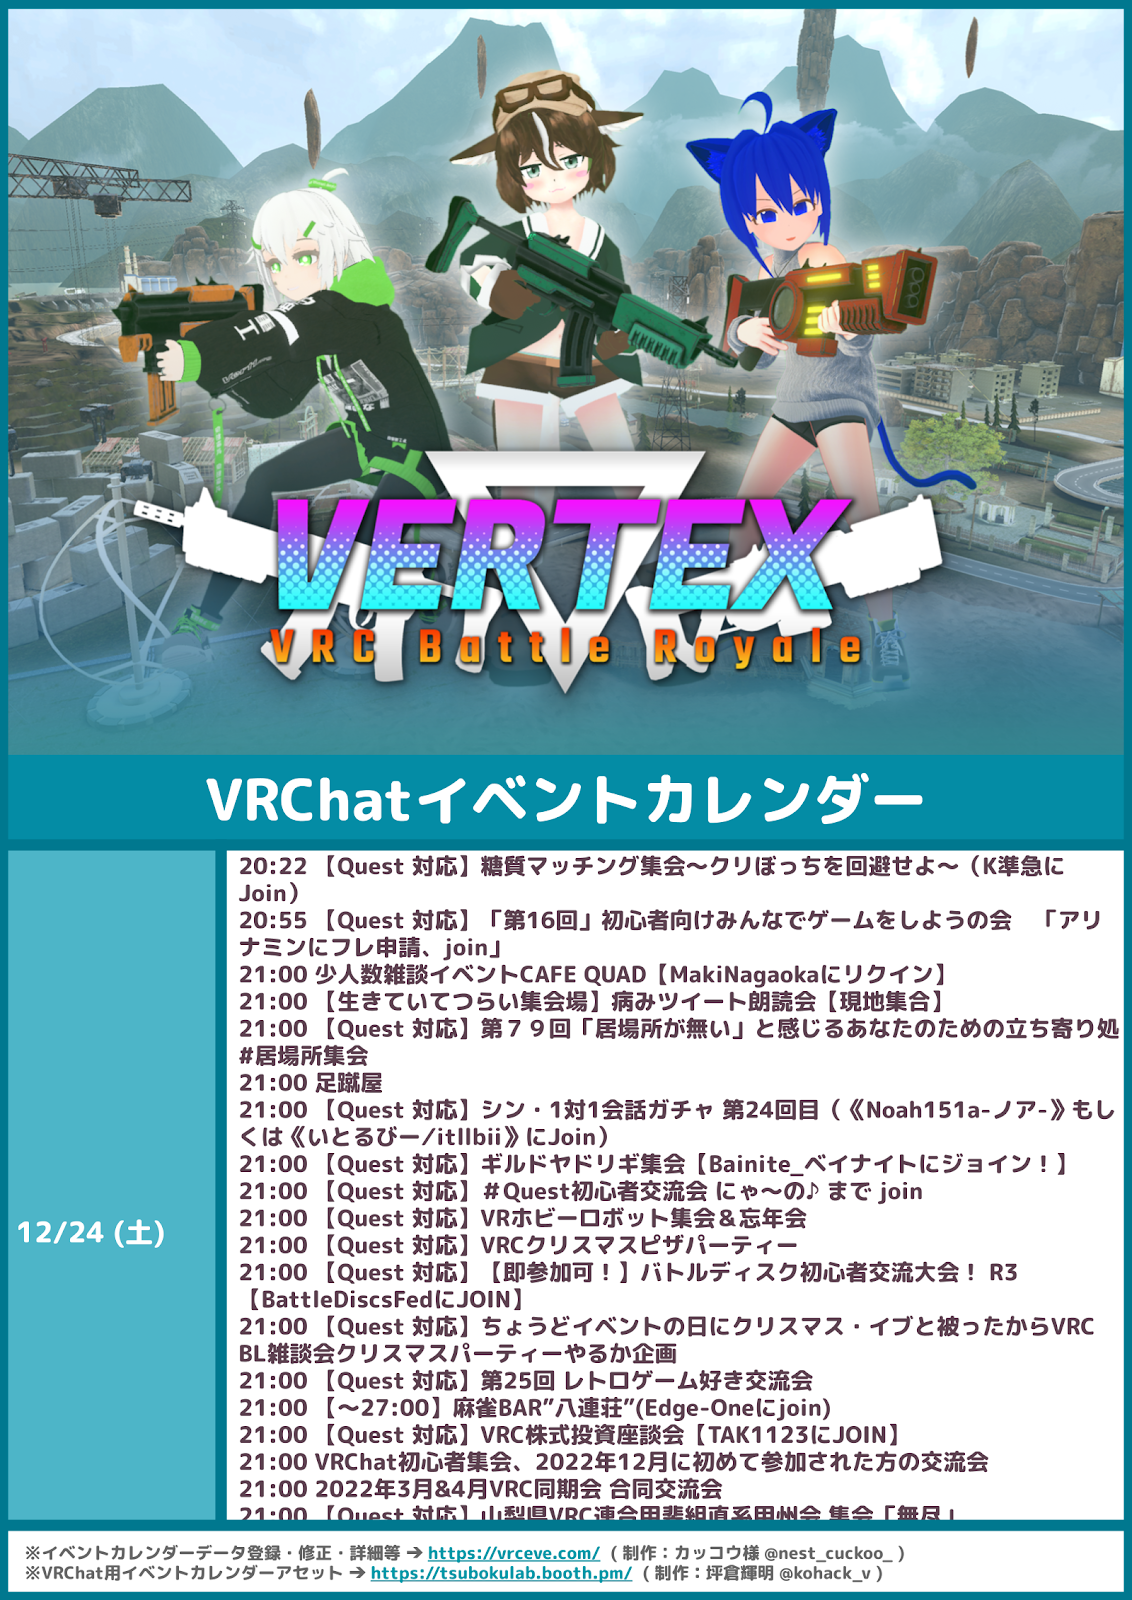 VERTEX
VRC Battle Royale
VRChatイベントカレンダー
12/24 (土)
20:22 【Quest 対応】糖質マッチング集会～クリぼっちを回避せよ～（K準急に
Join）
20:55 【Quest 対応】「第16回」初心者向けみんなでゲームをしようの会　「アリ
ナミンにフレ申請、join」
21:00 少人数雑談イベントCAFE QUAD【MakiNagaokaにリクイン】
21:00 【生きていてつらい集会場】病みツイート朗読会【現地集合】
21:00 【Quest 対応】第７９回「居場所が無い」と感じるあなたのための立ち寄り処
#居場所集会
21:00 足蹴屋
21:00 【Quest 対応】シン・1対1会話ガチャ 第24回目（《Noah151a-ノア-》もし
くは《いとるびー/itllbii》にJoin）
21:00 【Quest 対応】ギルドヤドリギ集会【Bainite_ベイナイトにジョイン！】
21:00 【Quest 対応】＃Quest初心者交流会 にゃ～の♪ まで join
21:00 【Quest 対応】VRホビーロボット集会＆忘年会
21:00 【Quest 対応】VRCクリスマスピザパーティー
21:00 【Quest 対応】【即参加可！】バトルディスク初心者交流大会！ R3
【BattleDiscsFedにJOIN】
21:00 【Quest 対応】ちょうどイベントの日にクリスマス・イブと被ったからVRC
BL雑談会クリスマスパーティーやるか企画
21:00 【Quest 対応】第25回 レトロゲーム好き交流会
21:00 【～27:00】麻雀BAR”八連荘”(Edge-Oneにjoin)
21:00 【Quest 対応】VRC株式投資座談会【TAK1123にJOIN】
21:00 VRChat初心者集会、2022年12月に初めて参加された方の交流会
21:00 2022年3月&4月VRC同期会 合同交流会
21:00 【Quest 対応】山梨県VRC連合甲斐組直系甲州会 集会「無尽」
※イベントカレンダーデータ登録・修正・詳細等 ➔ https://vrceve.com/ （ 制作：カッコウ様 @nest_cuckoo_ ）
※VRChat用イベントカレンダーアセット ➔ https://tsubokulab.booth.pm/ （ 制作：坪倉輝明 @kohack_v ）